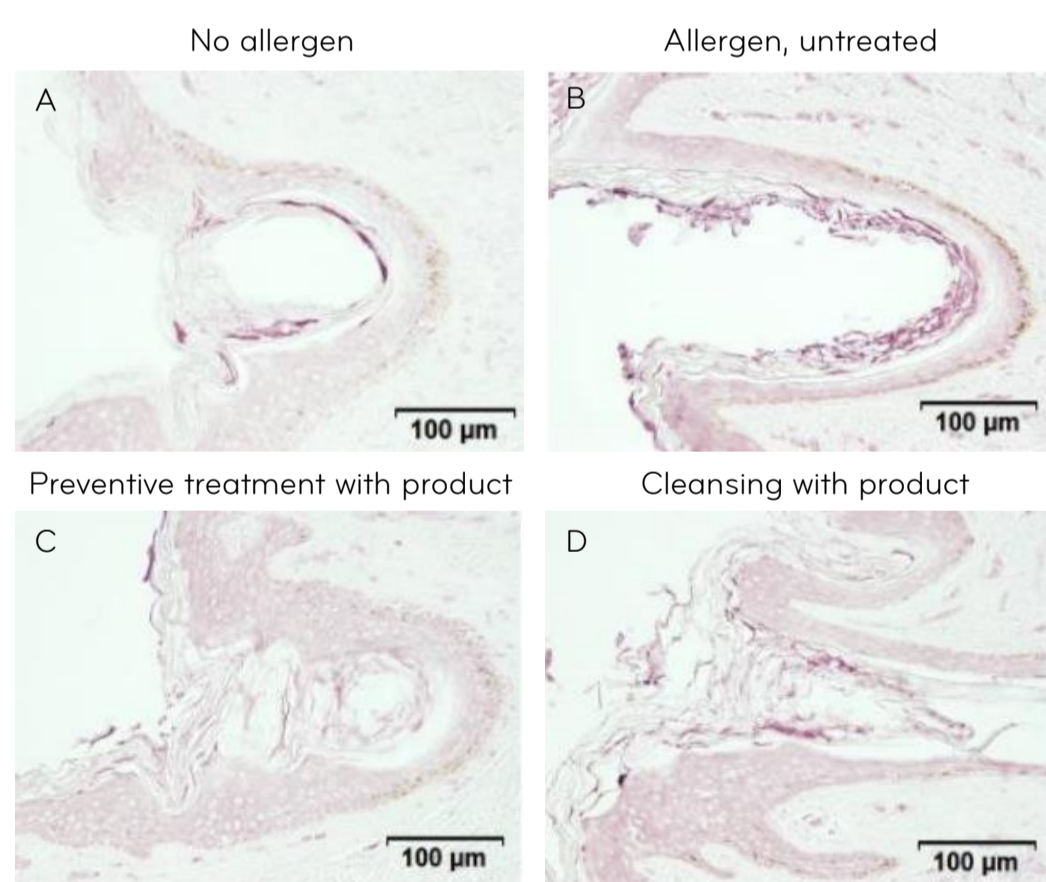 No allergen
Allergen, untreated
A
B
100 µm
100 µm
Preventive treatment with product
Cleansing with product
C
D
100 µm
100 µm